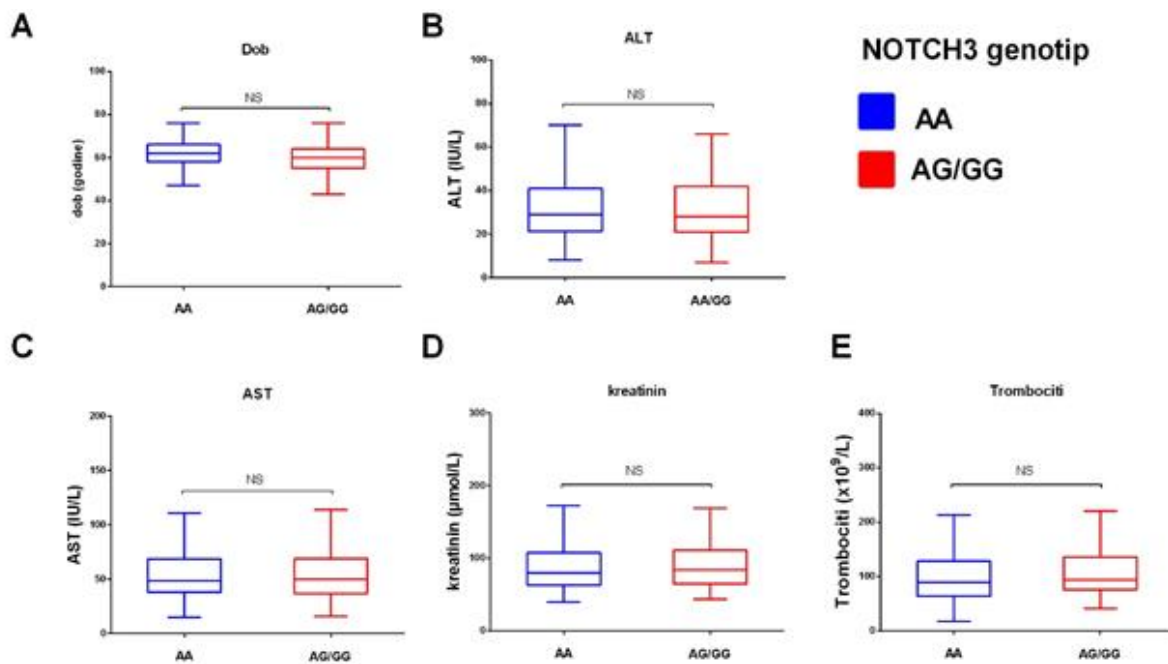 A
Dob
dob (godine)
100
80
60
40
20
0
NS
AA
AG/GG
B
ALT
ALT (IU/L)
100
80
60
40
20
0
NS
AA
AA/GG
NOTCH3 genotip
AA
AG/GG
C
AST
AST (IU/L)
200
150
100
50
0
NS
AA
AG/GG
D
kreatinin
kreatinin (µmol/L)
300
200
100
0
NS
AA
AG/GG
E
Trombociti
Trombociti (x10⁹/L)
400
300
200
100
0
NS
AA
AG/GG